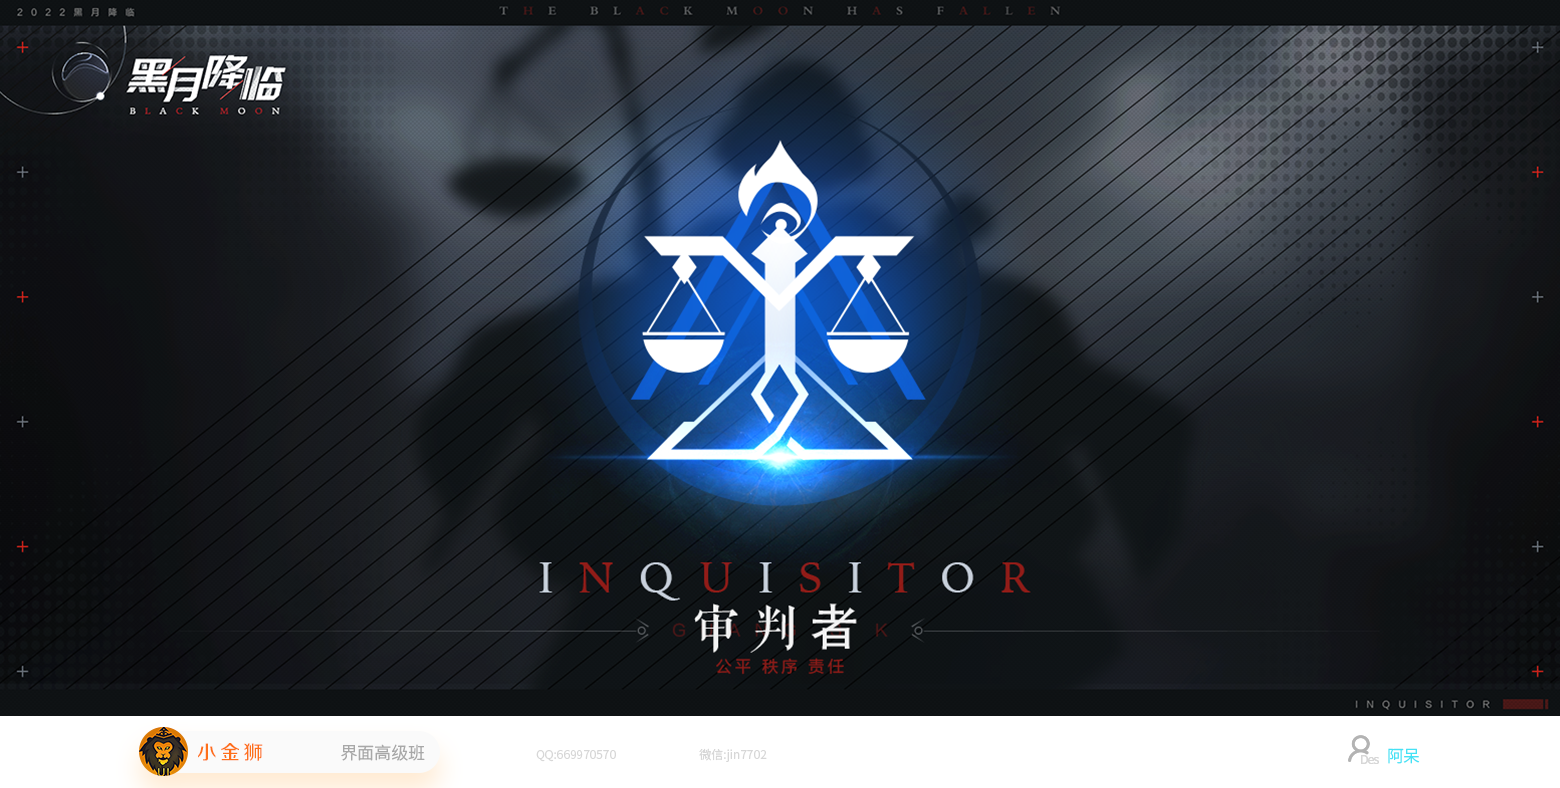 2022黑月降临
THE BLACK MOON HAS FALLEN
黑月降临
BLACK MOON
INQUISITOR
审判者
公平 秩序 责任
INQUISITOR
小金狮
UI
界面高级班
QQ:669970570
微信:jin7702
Des
阿呆